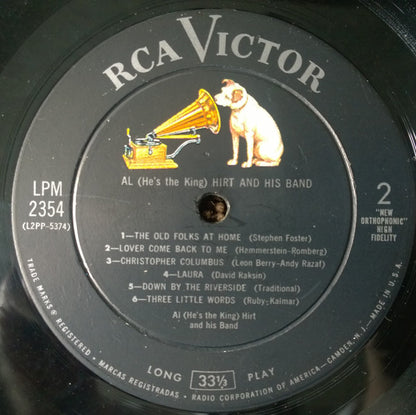 RCA VICTOR
AL (He's the King) HIRT AND HIS BAND
LPM
2354
(L2PP-5374)
2
"NEW
ORTHOPHONIC"
HIGH
FIDELITY
1—THE OLD FOLKS AT HOME (Stephen Foster)
2—LOVER COME BACK TO ME (Hammerstein-Romberg)
3—CHRISTOPHER COLUMBUS (Leon Berry-Andy Razaf)
4—LAURA (David Raksin)
5—DOWN BY THE RIVERSIDE (Traditional)
6—THREE LITTLE WORDS (Ruby-Kalmar)
Al (He's the King) Hirt
and his Band
LONG 33⅓ PLAY
TRADE MARKS ® REGISTERED • MARCAS REGISTRADAS • RADIO CORPORATION OF AMERICA—CAMDEN, N.J.—MADE IN U.S.A.